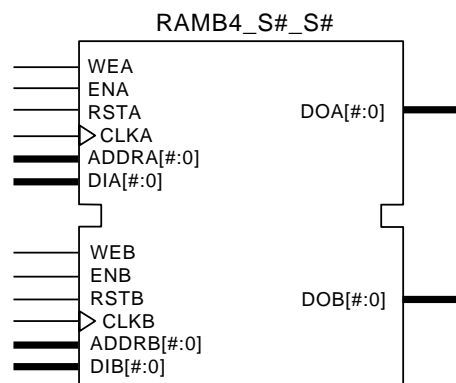 RAMB4_S#_S#
WEA
ENA
RSTA
CLKA
ADDRA[#:0]
DIA[#:0]
DOA[#:0]
WEB
ENB
RSTB
CLKB
ADDRB[#:0]
DIB[#:0]
DOB[#:0]